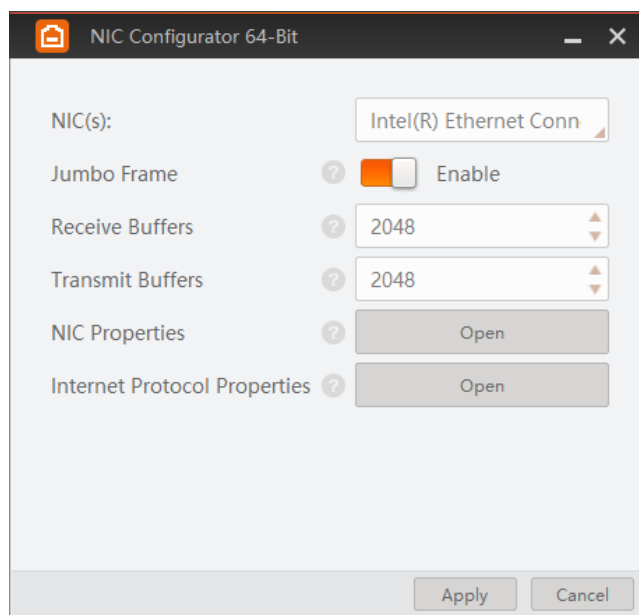 NIC Configurator 64-Bit
NIC(s): Intel(R) Ethernet Conn
Jumbo Frame ? Enable
Receive Buffers ? 2048
Transmit Buffers ? 2048
NIC Properties ? Open
Internet Protocol Properties ? Open
Apply Cancel